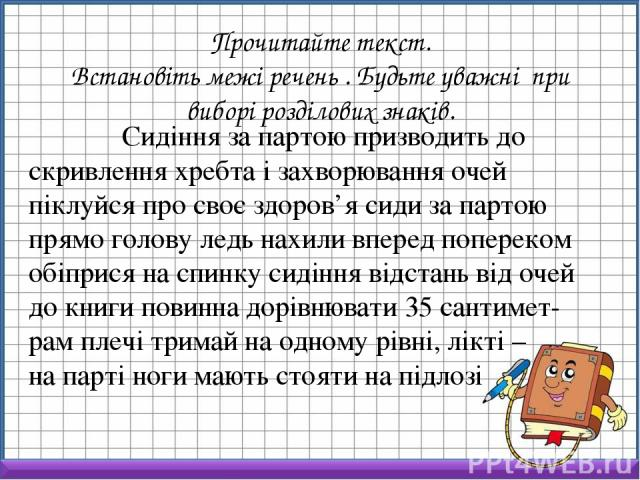 Прочитайте текст.
Встановіть межі речень . Будьте уважні  при
виборі розділових знаків.
Сидіння за партою призводить до
скривлення хребта і захворювання очей
піклуйся про своє здоров’я сиди за партою
прямо голову ледь нахили вперед попереком
обіприся на спинку сидіння відстань від очей
до книги повинна дорівнювати 35 сантимет-
рам плечі тримай на одному рівні, лікті –
на парті ноги мають стояти на підлозі
PPt4WEB.ru